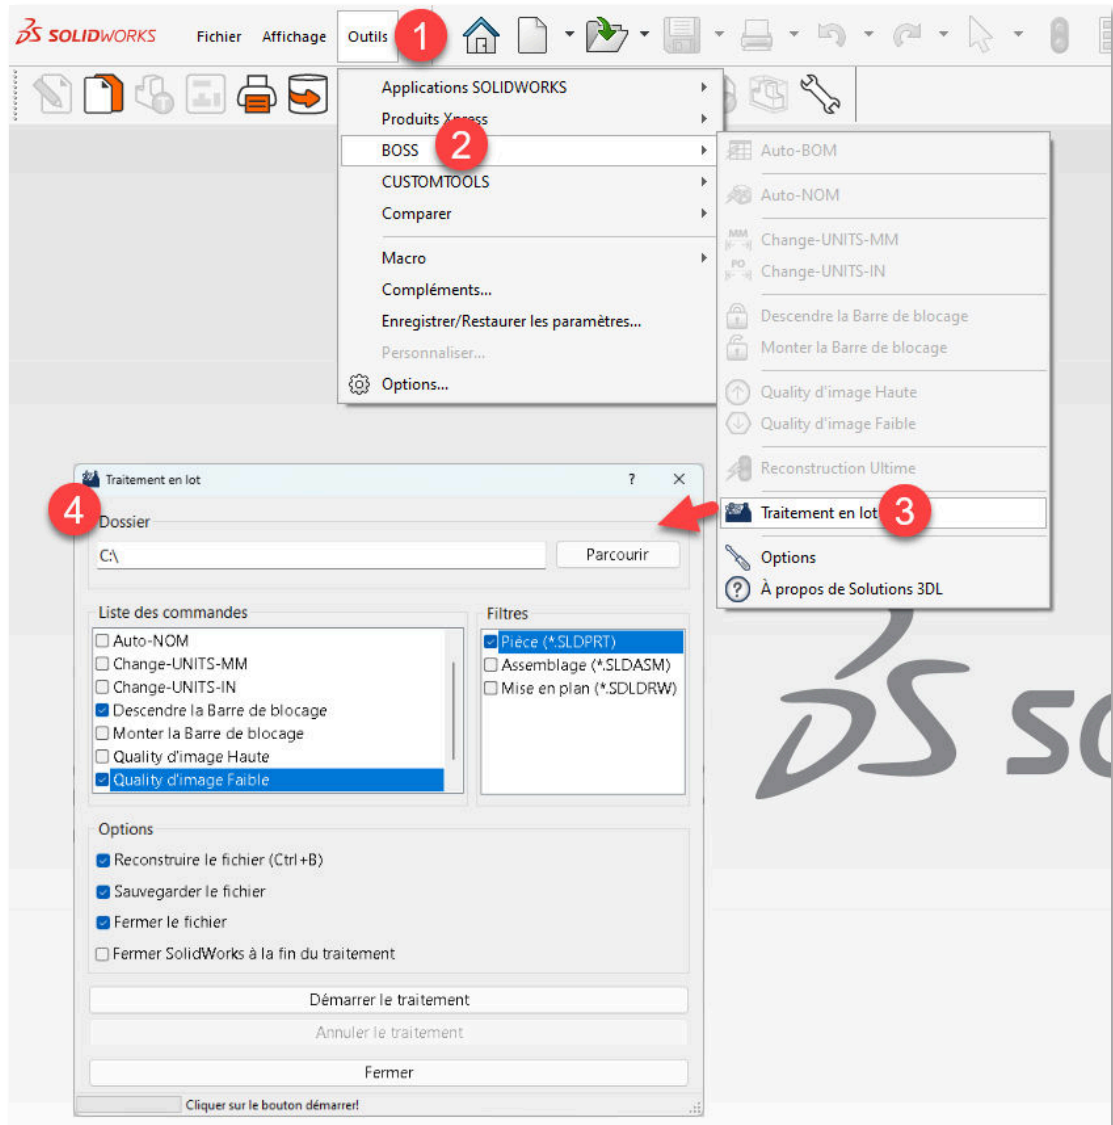 SOLIDWORKS Fichier Affichage Outils 1
Applications SOLIDWORKS
Produits Xpress
BOSS 2
CUSTOMTOOLS
Comparer
Macro
Compléments...
Enregistrer/Restaurer les paramètres...
Personnaliser...
Options...
Auto-BOM
Auto-NOM
MM Change-UNITS-MM
PO Change-UNITS-IN
Descendre la Barre de blocage
Monter la Barre de blocage
Quality d'image Haute
Quality d'image Faible
Reconstruction Ultime
Traitement en lot 3
Options
? À propos de Solutions 3DL
Traitement en lot ?
4
Dossier
C:\ Parcourir
Liste des commandes
Auto-NOM
Change-UNITS-MM
Change-UNITS-IN
Descendre la Barre de blocage
Monter la Barre de blocage
Quality d'image Haute
Quality d'image Faible
Filtres
Pièce (*.SLDPRT)
Assemblage (*.SLDASM)
Mise en plan (*.SDLDRW)
Options
Reconstruire le fichier (Ctrl+B)
Sauvegarder le fichier
Fermer le fichier
Fermer SolidWorks à la fin du traitement
Démarrer le traitement
Annuler le traitement
Fermer
Cliquer sur le bouton démarrer!